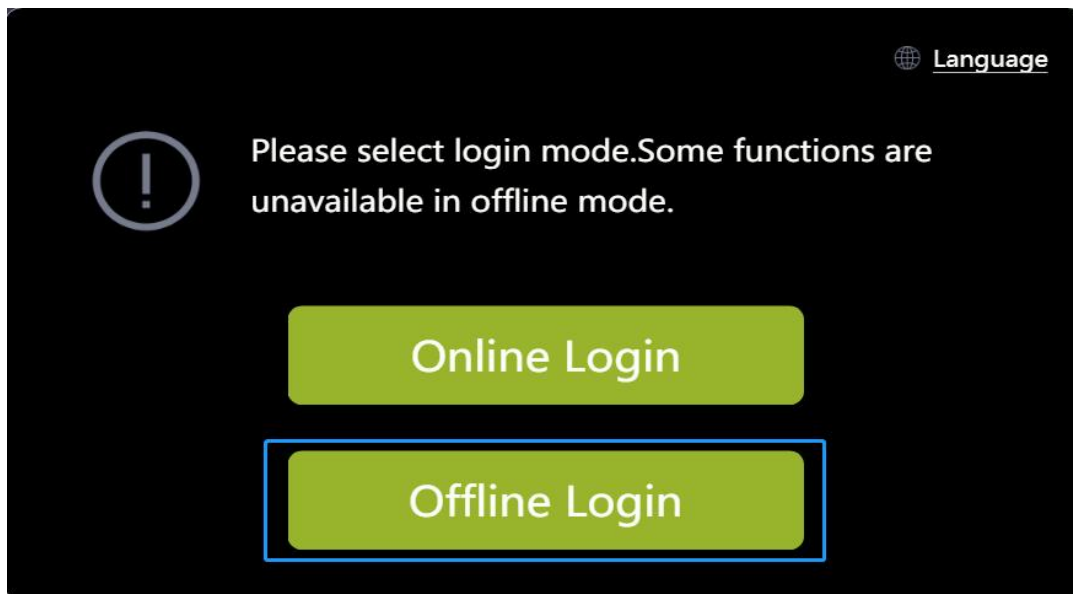 Language
Please select login mode.Some functions are
unavailable in offline mode.
Online Login
Offline Login